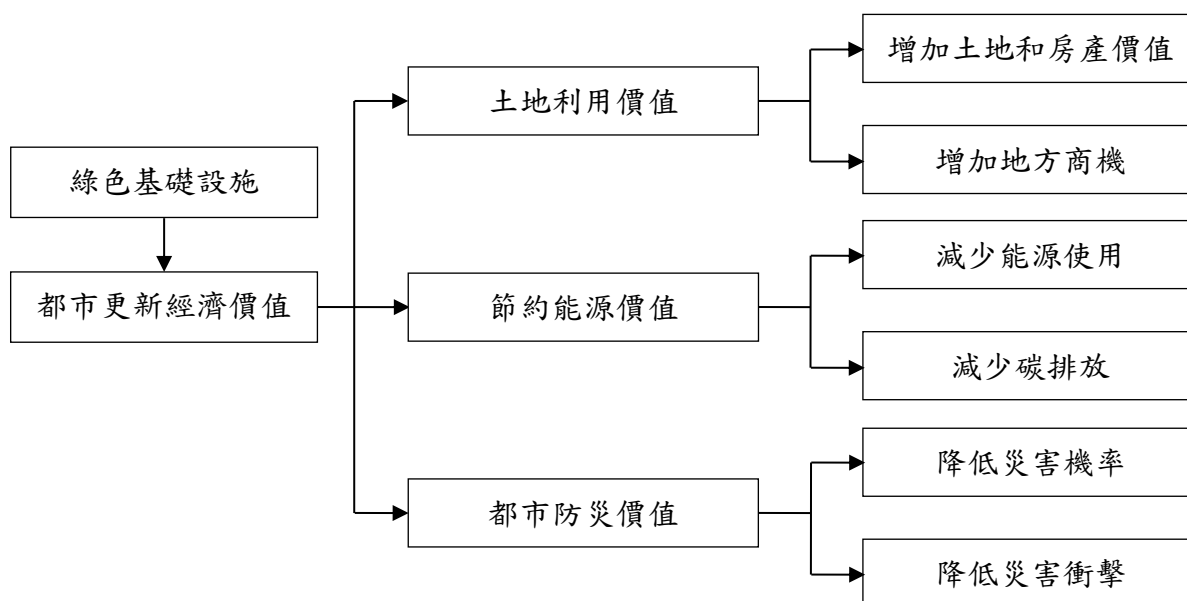 綠色基礎設施
都市更新經濟價值
土地利用價值
增加土地和房產價值
增加地方商機
節約能源價值
減少能源使用
減少碳排放
都市防災價值
降低災害機率
降低災害衝擊